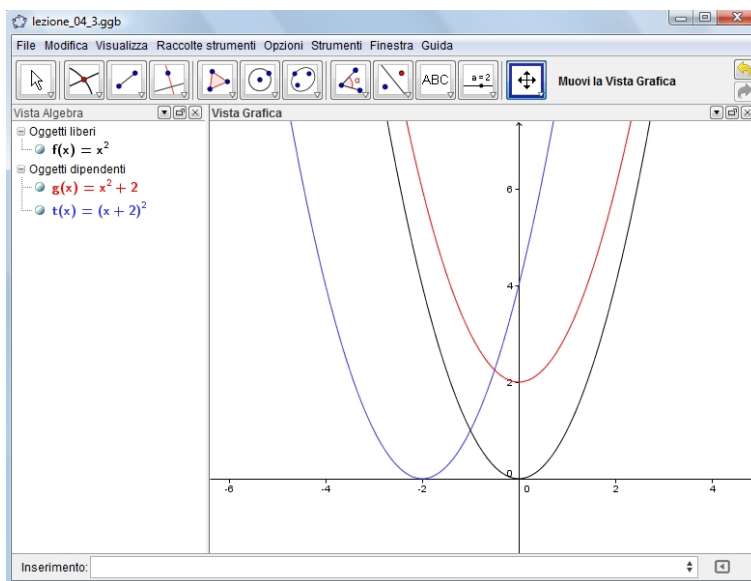 lezione_04_3.ggb
File Modifica Visualizza Raccolte strumenti Opzioni Strumenti Finestra Guida
ABC
a = 2
α
Muovi la Vista Grafica
Vista Algebra
Vista Grafica
Oggetti liberi
f(x) = x²
Oggetti dipendenti
g(x) = x² + 2
t(x) = (x + 2)²
6
4
2
0
-6 -4 -2 0 2 4
Inserimento: